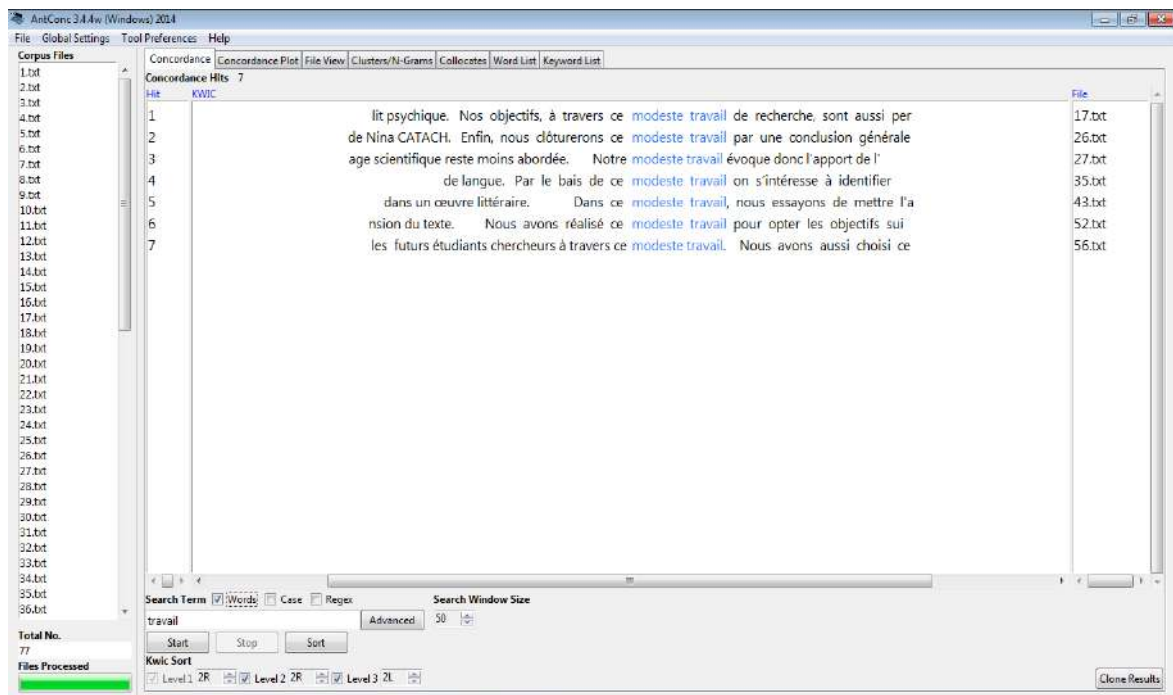 AntConc 3.4.4w (Windows) 2014
File Global Settings Tool Preferences Help
Corpus Files
1.txt
2.txt
3.txt
4.txt
5.txt
6.txt
7.txt
8.txt
9.txt
10.txt
11.txt
12.txt
13.txt
14.txt
15.txt
16.txt
17.txt
18.txt
19.txt
20.txt
21.txt
22.txt
23.txt
24.txt
25.txt
26.txt
27.txt
28.txt
29.txt
30.txt
31.txt
32.txt
33.txt
34.txt
35.txt
36.txt
Total No.
77
Files Processed
Concordance Concordance Plot File View Clusters/N-Grams Collocates Word List Keyword List
Concordance Hits 7
Hit KWIC File
1 lit psychique. Nos objectifs, à travers ce modeste travail de recherche, sont aussi per 17.txt
2 de Nina CATACH. Enfin, nous clôturerons ce modeste travail par une conclusion générale 26.txt
3 age scientifique reste moins abordée. Notre modeste travail évoque donc l'apport de l' 27.txt
4 de langue. Par le bais de ce modeste travail on s'intéresse à identifier 35.txt
5 dans un œuvre littéraire. Dans ce modeste travail, nous essayons de mettre l'a 43.txt
6 nsion du texte. Nous avons réalisé ce modeste travail pour opter les objectifs sui 52.txt
7 les futurs étudiants chercheurs à travers ce modeste travail. Nous avons aussi choisi ce 56.txt
Search Term Words Case Regex Search Window Size
travail Advanced 50
Start Stop Sort
Kwic Sort
Level 1 2R Level 2 2R Level 3 2L Clone Results